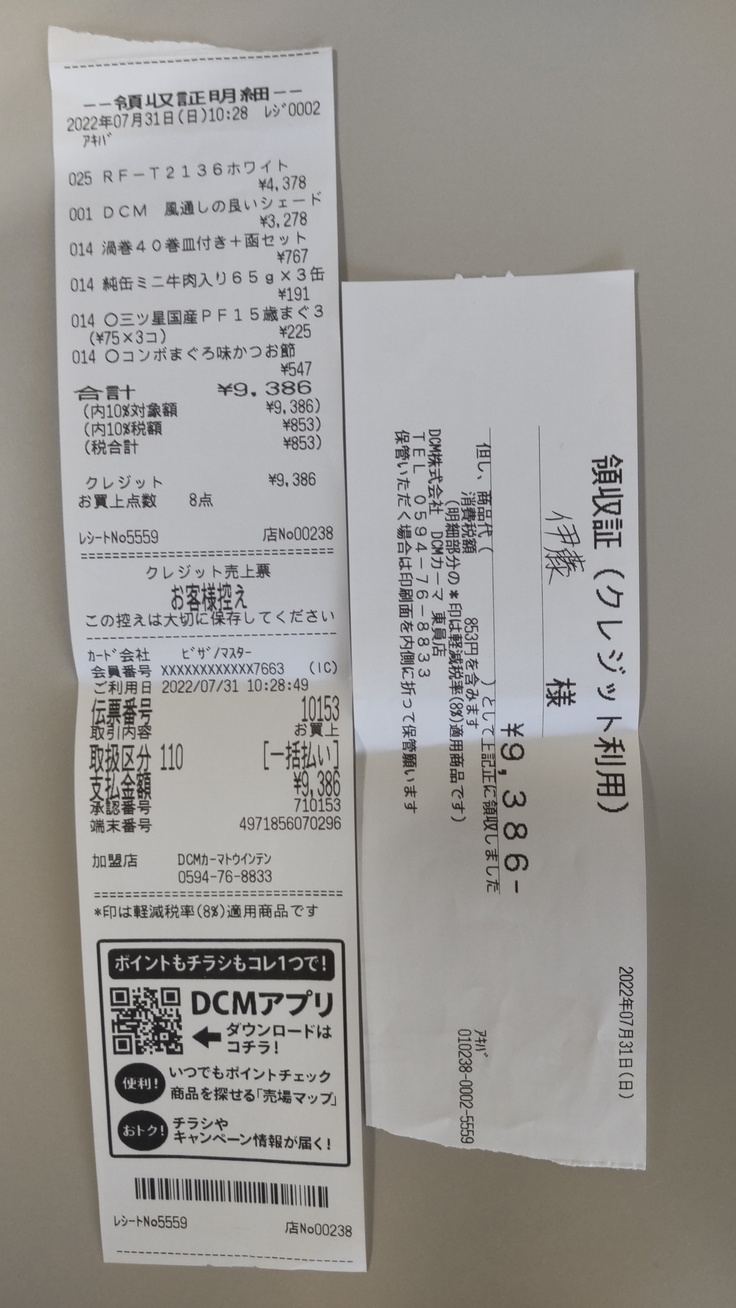 --領収証明細--
2022年07月31日(日)10:28 ﾚｼﾞ0002
ｱｷﾊﾞ
025 RF-T2136ホワイト
¥4,378
001 DCM 風通しの良いシェード
¥3,278
014 渦巻40巻皿付き+函セット
¥767
014 純缶ミニ牛肉入り65g×3缶
¥191
014 〇三ツ星国産PF15歳まぐ3
(¥75×3コ) ¥225
014 〇コンボまぐろ味かつお節
¥547
合計 ¥9,386
(内10%対象額 ¥9,386)
(内10%税額 ¥853)
(税合計 ¥853)
クレジット ¥9,386
お買上点数 8点
ﾚｼｰﾄNo5559 店No00238
クレジット売上票
お客様控え
この控えは大切に保存してください
ｶｰﾄﾞ会社 ﾋﾞｻﾞ/ﾏｽﾀｰ
会員番号 XXXXXXXXXXXX7663 (IC)
ご利用日 2022/07/31 10:28:49
伝票番号 10153
取引内容 お買上
取扱区分 110 [一括払い]
支払金額 ¥9,386
承認番号 710153
端末番号 4971856070296
加盟店 DCMｶｰﾏﾄｳｲﾝﾃﾝ
0594-76-8833
*印は軽減税率(8%)適用商品です
ポイントもチラシもコレ1つで!
DCMアプリ
ダウンロードは
コチラ!
便利! いつでもポイントチェック
商品を探せる「売場マップ」
おトク! チラシや
キャンペーン情報が届く!
ﾚｼｰﾄNo5559 店No00238
領収証(クレジット利用)
2022年07月31日(日)
伊藤 様
¥9,386-
但し、商品代( )として上記正に領収しました
消費税額 853円を含みます
(明細部分の*印は軽減税率(8%)適用商品です)
DCM株式会社 DCMカーマ 東員店
TEL 0594-76-8833
保管いただく場合は印刷面を内側に折って保管願います
ｱｷﾊﾞ
010238-0002-5559